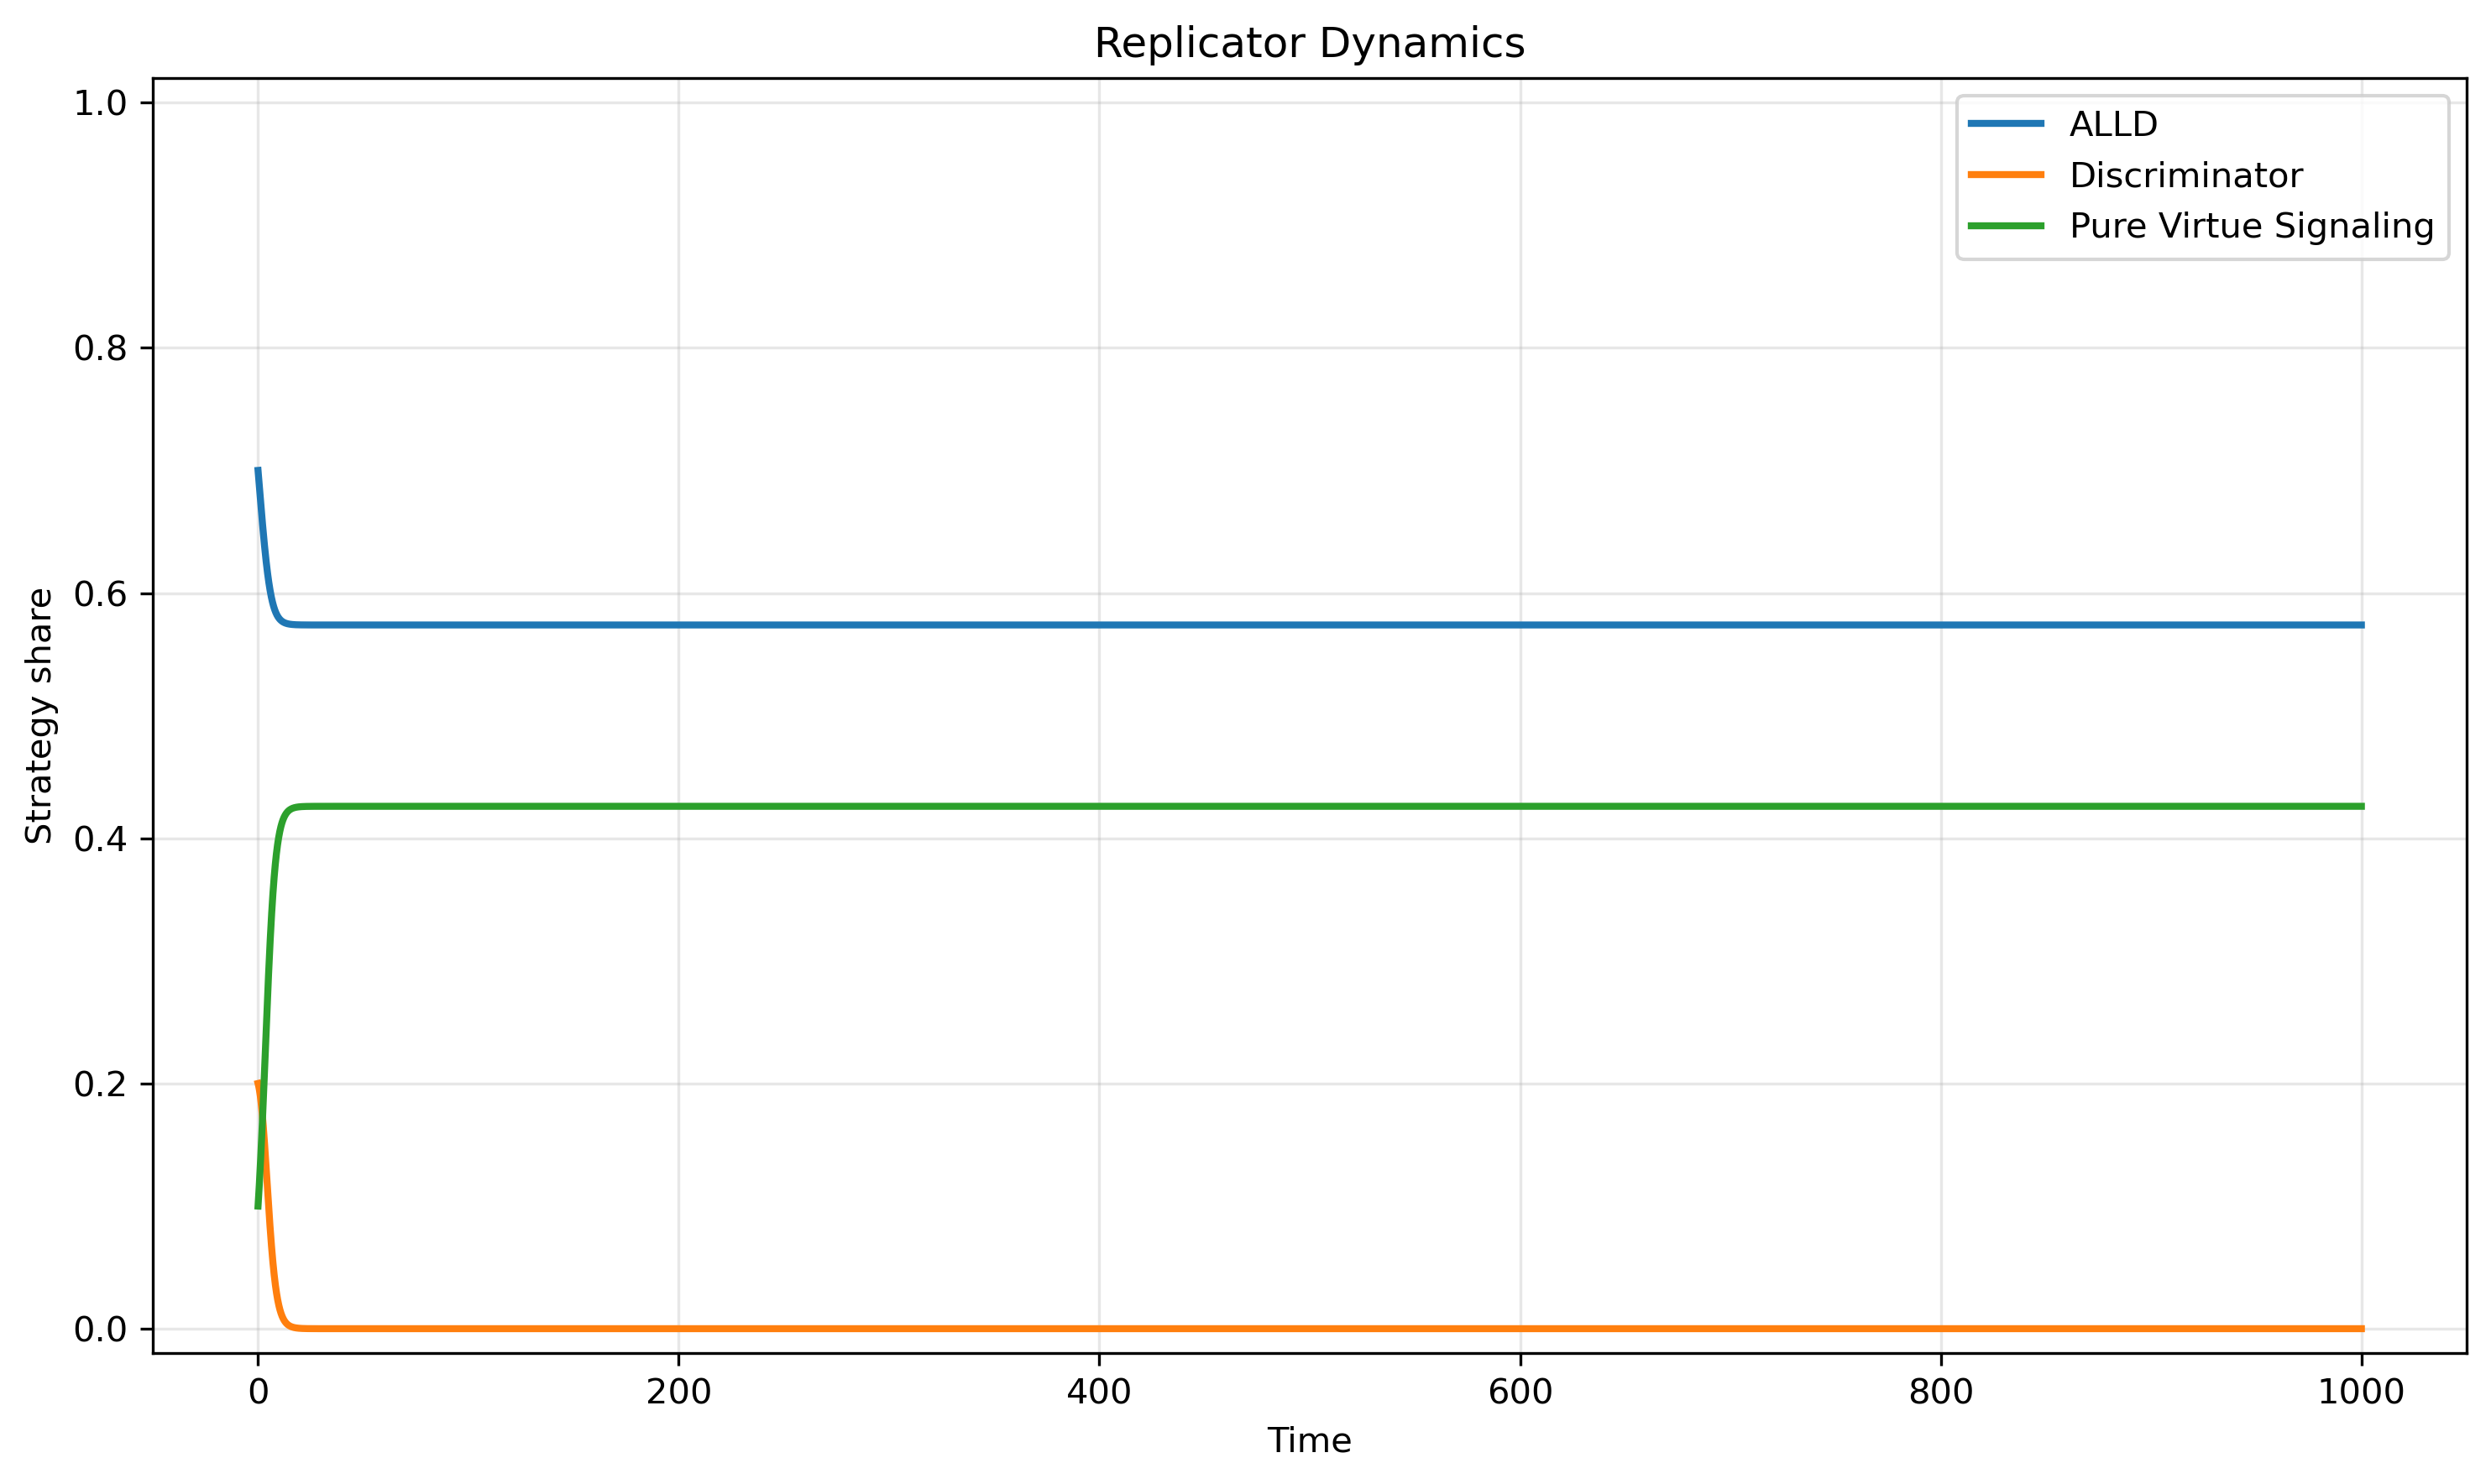 Replicator Dynamics
1.0
0.8
0.6
0.4
0.2
0.0
Strategy share
ALLD
Discriminator
Pure Virtue Signaling
0
200
400
600
800
1000
Time